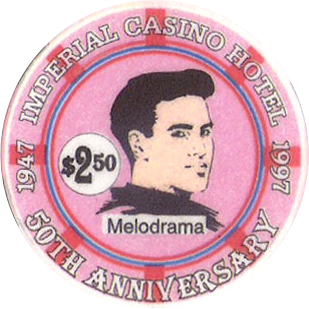 IMPERIAL CASINO HOTEL
1947
1997
$2.50
Melodrama
50TH ANNIVERSARY